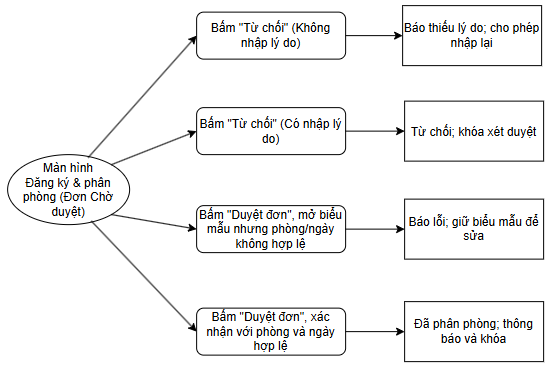 Bấm "Từ chối" (Không
nhập lý do)
Báo thiếu lý do; cho phép
nhập lại
Bấm "Từ chối" (Có nhập lý
do)
Từ chối; khóa xét duyệt
Màn hình
Đăng ký & phân
phòng (Đơn Chờ
duyệt)
Bấm "Duyệt đơn", mở biểu
mẫu nhưng phòng/ngày
không hợp lệ
Báo lỗi; giữ biểu mẫu để
sửa
Bấm "Duyệt đơn", xác
nhận với phòng và ngày
hợp lệ
Đã phân phòng; thông
báo và khóa